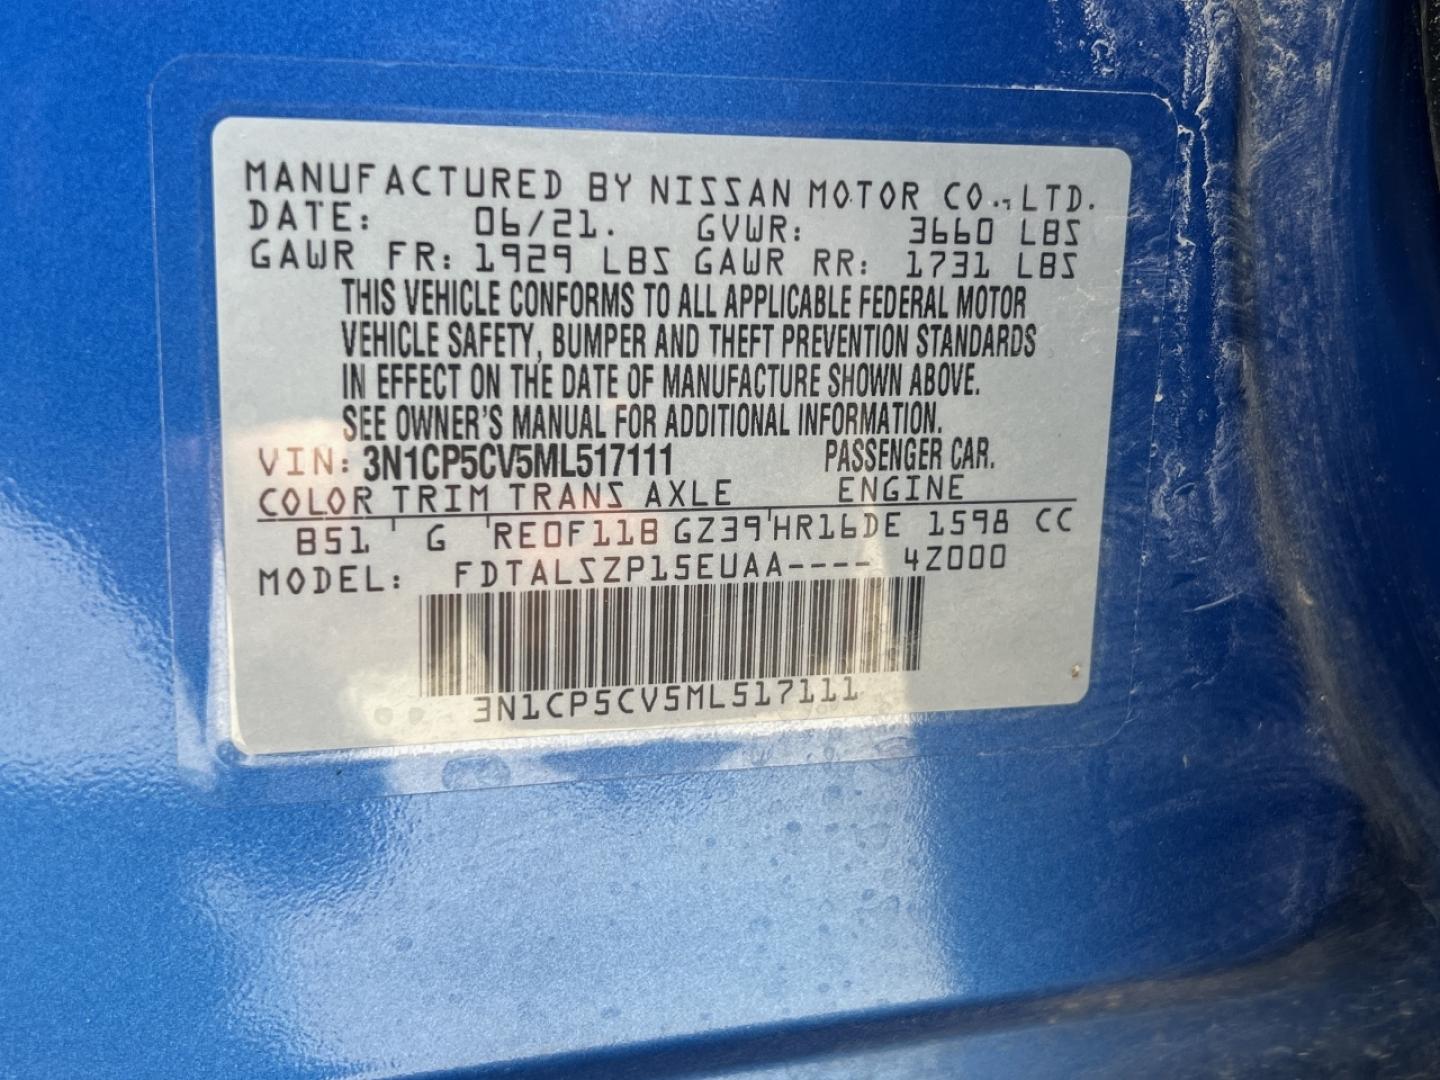 MANUFACTURED BY NISSAN MOTOR CO., LTD.
DATE: 06/21. GVWR: 3660 LBS
GAWR FR: 1929 LBS GAWR RR: 1731 LBS
THIS VEHICLE CONFORMS TO ALL APPLICABLE FEDERAL MOTOR
VEHICLE SAFETY, BUMPER AND THEFT PREVENTION STANDARDS
IN EFFECT ON THE DATE OF MANUFACTURE SHOWN ABOVE.
SEE OWNER'S MANUAL FOR ADDITIONAL INFORMATION.
VIN: 3N1CP5CV5ML517111 PASSENGER CAR.
COLOR TRIM TRANS AXLE ENGINE
B51 G RE0F11B GZ39 HR16DE 1598 CC
MODEL: FDTALSZP15EUAA---- 4Z000
3N1CP5CV5ML517111